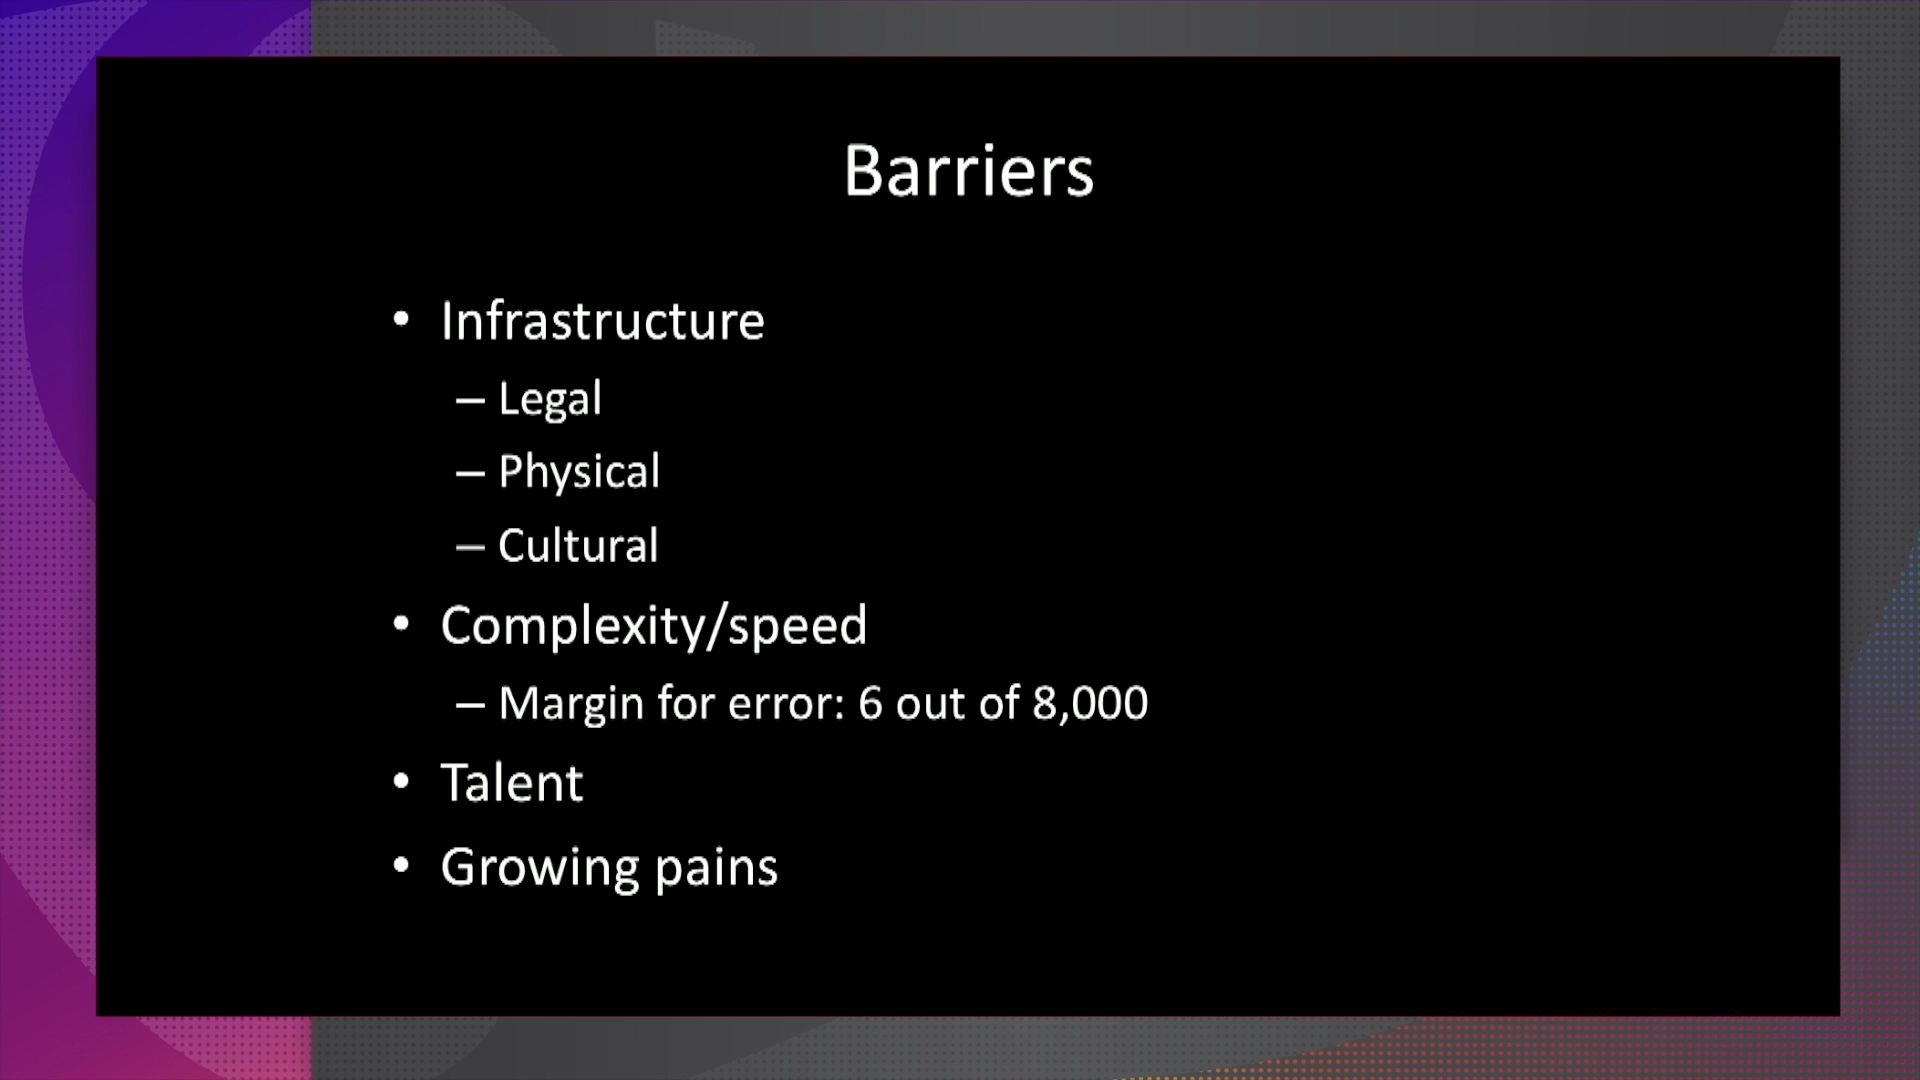 Barriers
• Infrastructure
– Legal
– Physical
– Cultural
• Complexity/speed
– Margin for error: 6 out of 8,000
• Talent
• Growing pains